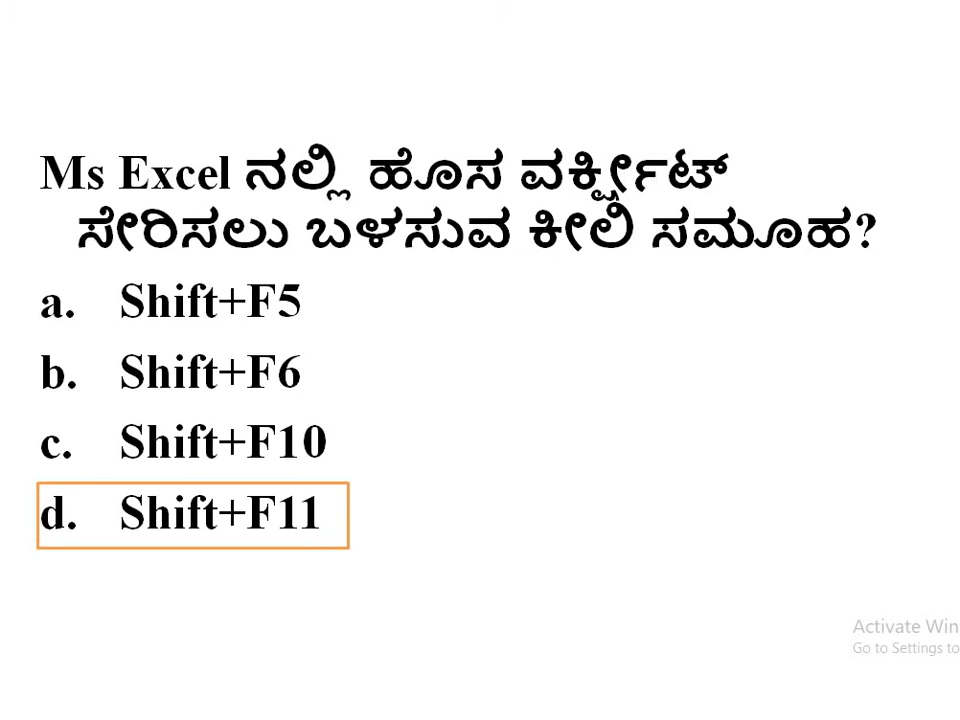 Ms Excel ನಲ್ಲಿ ಹೊಸ ವರ್ಕ್ಷೀಟ್
ಸೇರಿಸಲು ಬಳಸುವ ಕೀಲಿ ಸಮೂಹ?
a. Shift+F5
b. Shift+F6
c. Shift+F10
d. Shift+F11
Activate Win
Go to Settings to